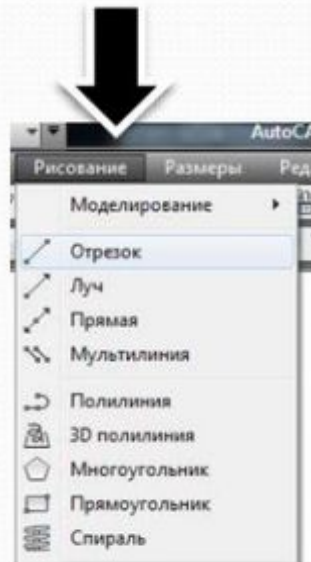 AutoCA
Рисование Размеры Ред
Моделирование
Отрезок
Луч
Прямая
Мультилиния
Полилиния
3D полилиния
Многоугольник
Прямоугольник
Спираль